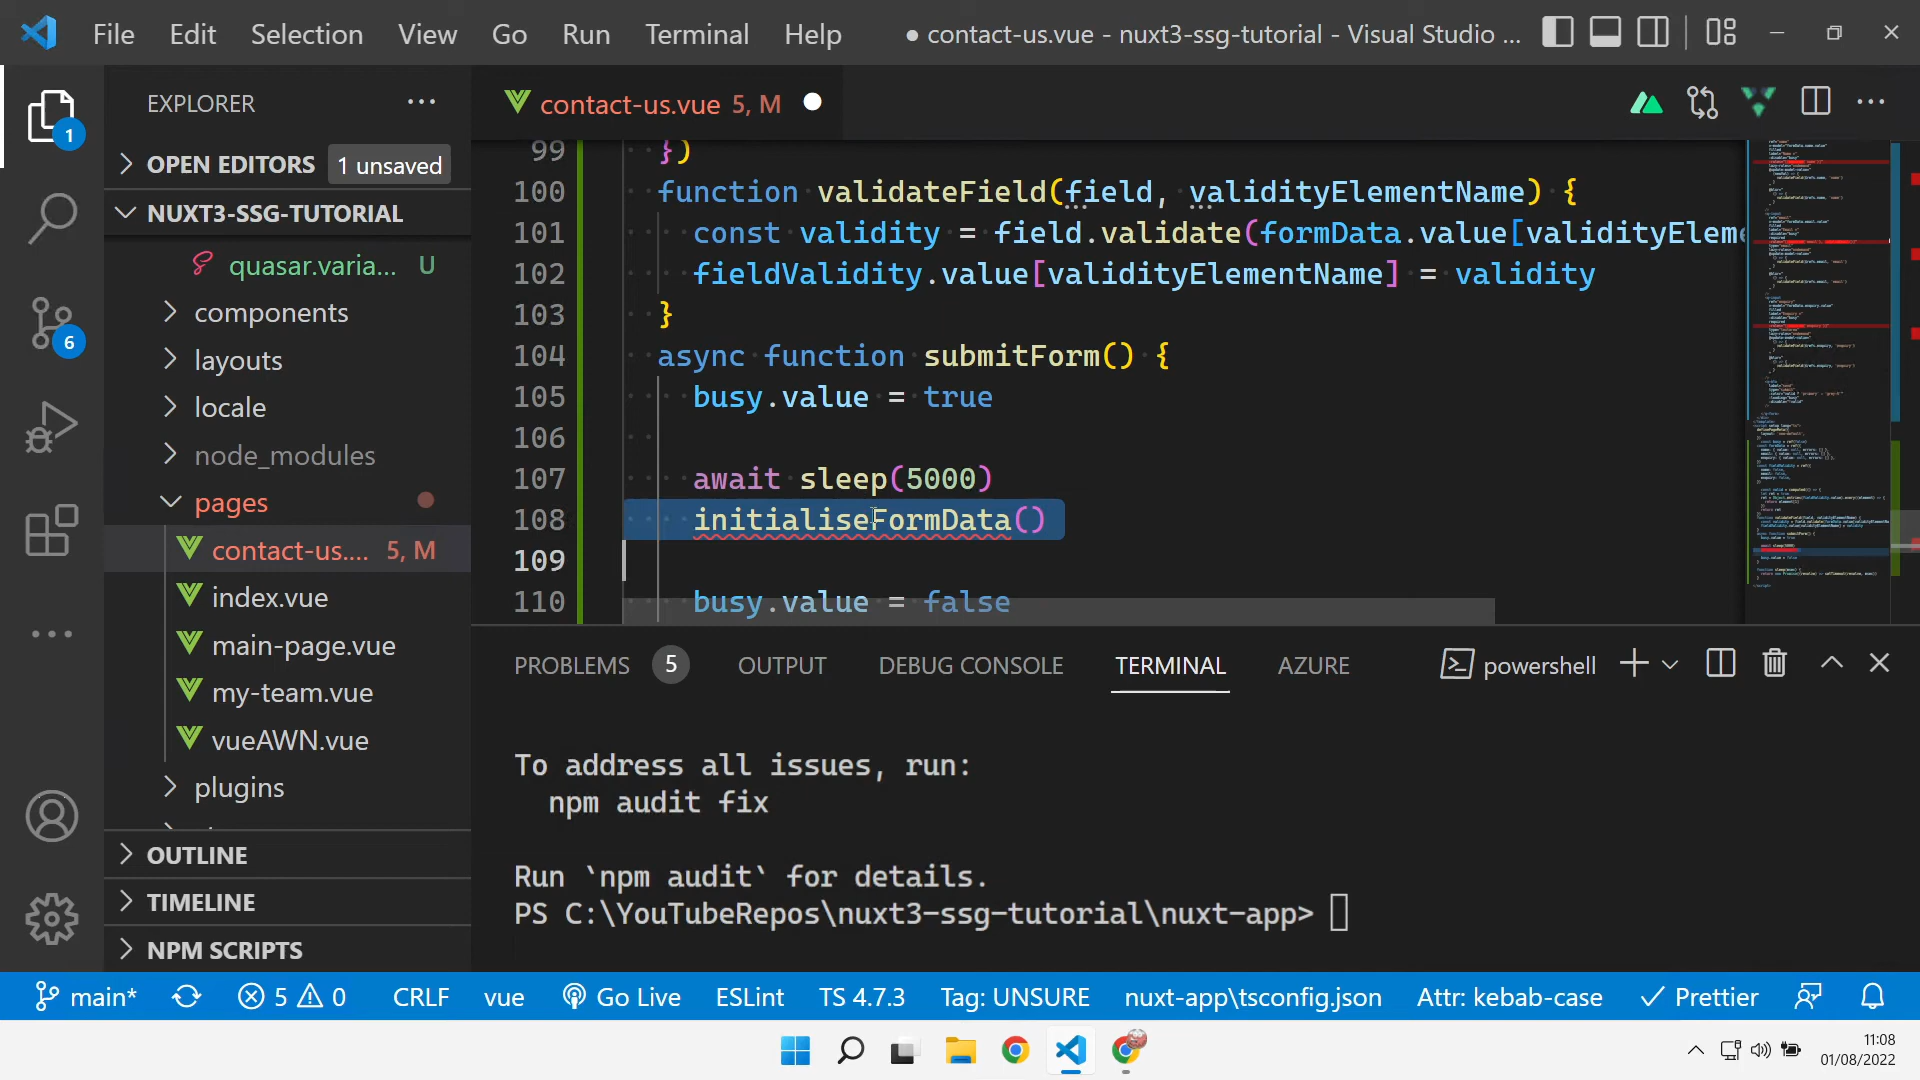 File Edit Selection View Go Run Terminal Help ● contact-us.vue - nuxt3-ssg-tutorial - Visual Studio ...
EXPLORER
contact-us.vue 5, M
OPEN EDITORS 1 unsaved
NUXT3-SSG-TUTORIAL
quasar.varia... U
components
layouts
locale
node_modules
pages
contact-us.... 5, M
index.vue
main-page.vue
my-team.vue
vueAWN.vue
plugins
OUTLINE
TIMELINE
NPM SCRIPTS
1
6
99 })
100 function validateField(field, validityElementName) {
101 const validity = field.validate(formData.value[validityEleme
102 fieldValidity.value[validityElementName] = validity
103 }
104 async function submitForm() {
105 busy.value = true
106
107 await sleep(5000)
108 initialiseFormData()
109
110 busy.value = false
PROBLEMS 5 OUTPUT DEBUG CONSOLE TERMINAL AZURE powershell
To address all issues, run:
npm audit fix
Run `npm audit` for details.
PS C:\YouTubeRepos\nuxt3-ssg-tutorial\nuxt-app>
main* 5 0 CRLF vue Go Live ESLint TS 4.7.3 Tag: UNSURE nuxt-app\tsconfig.json Attr: kebab-case Prettier
11:08
01/08/2022